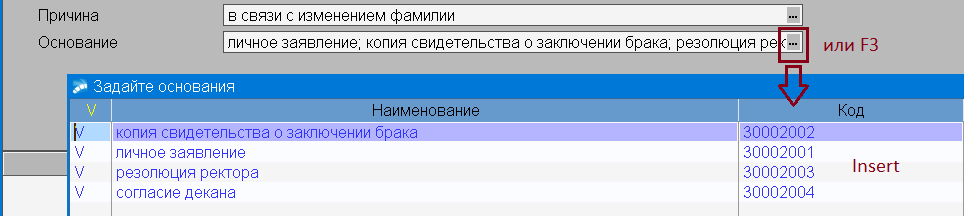 Причина в связи с изменением фамилии ...
Основание личное заявление; копия свидетельства о заключении брака; резолюция рек ... или F3
Задайте основания
V Наименование Код
V копия свидетельства о заключении брака 30002002
V личное заявление 30002001 Insert
V резолюция ректора 30002003
V согласие декана 30002004